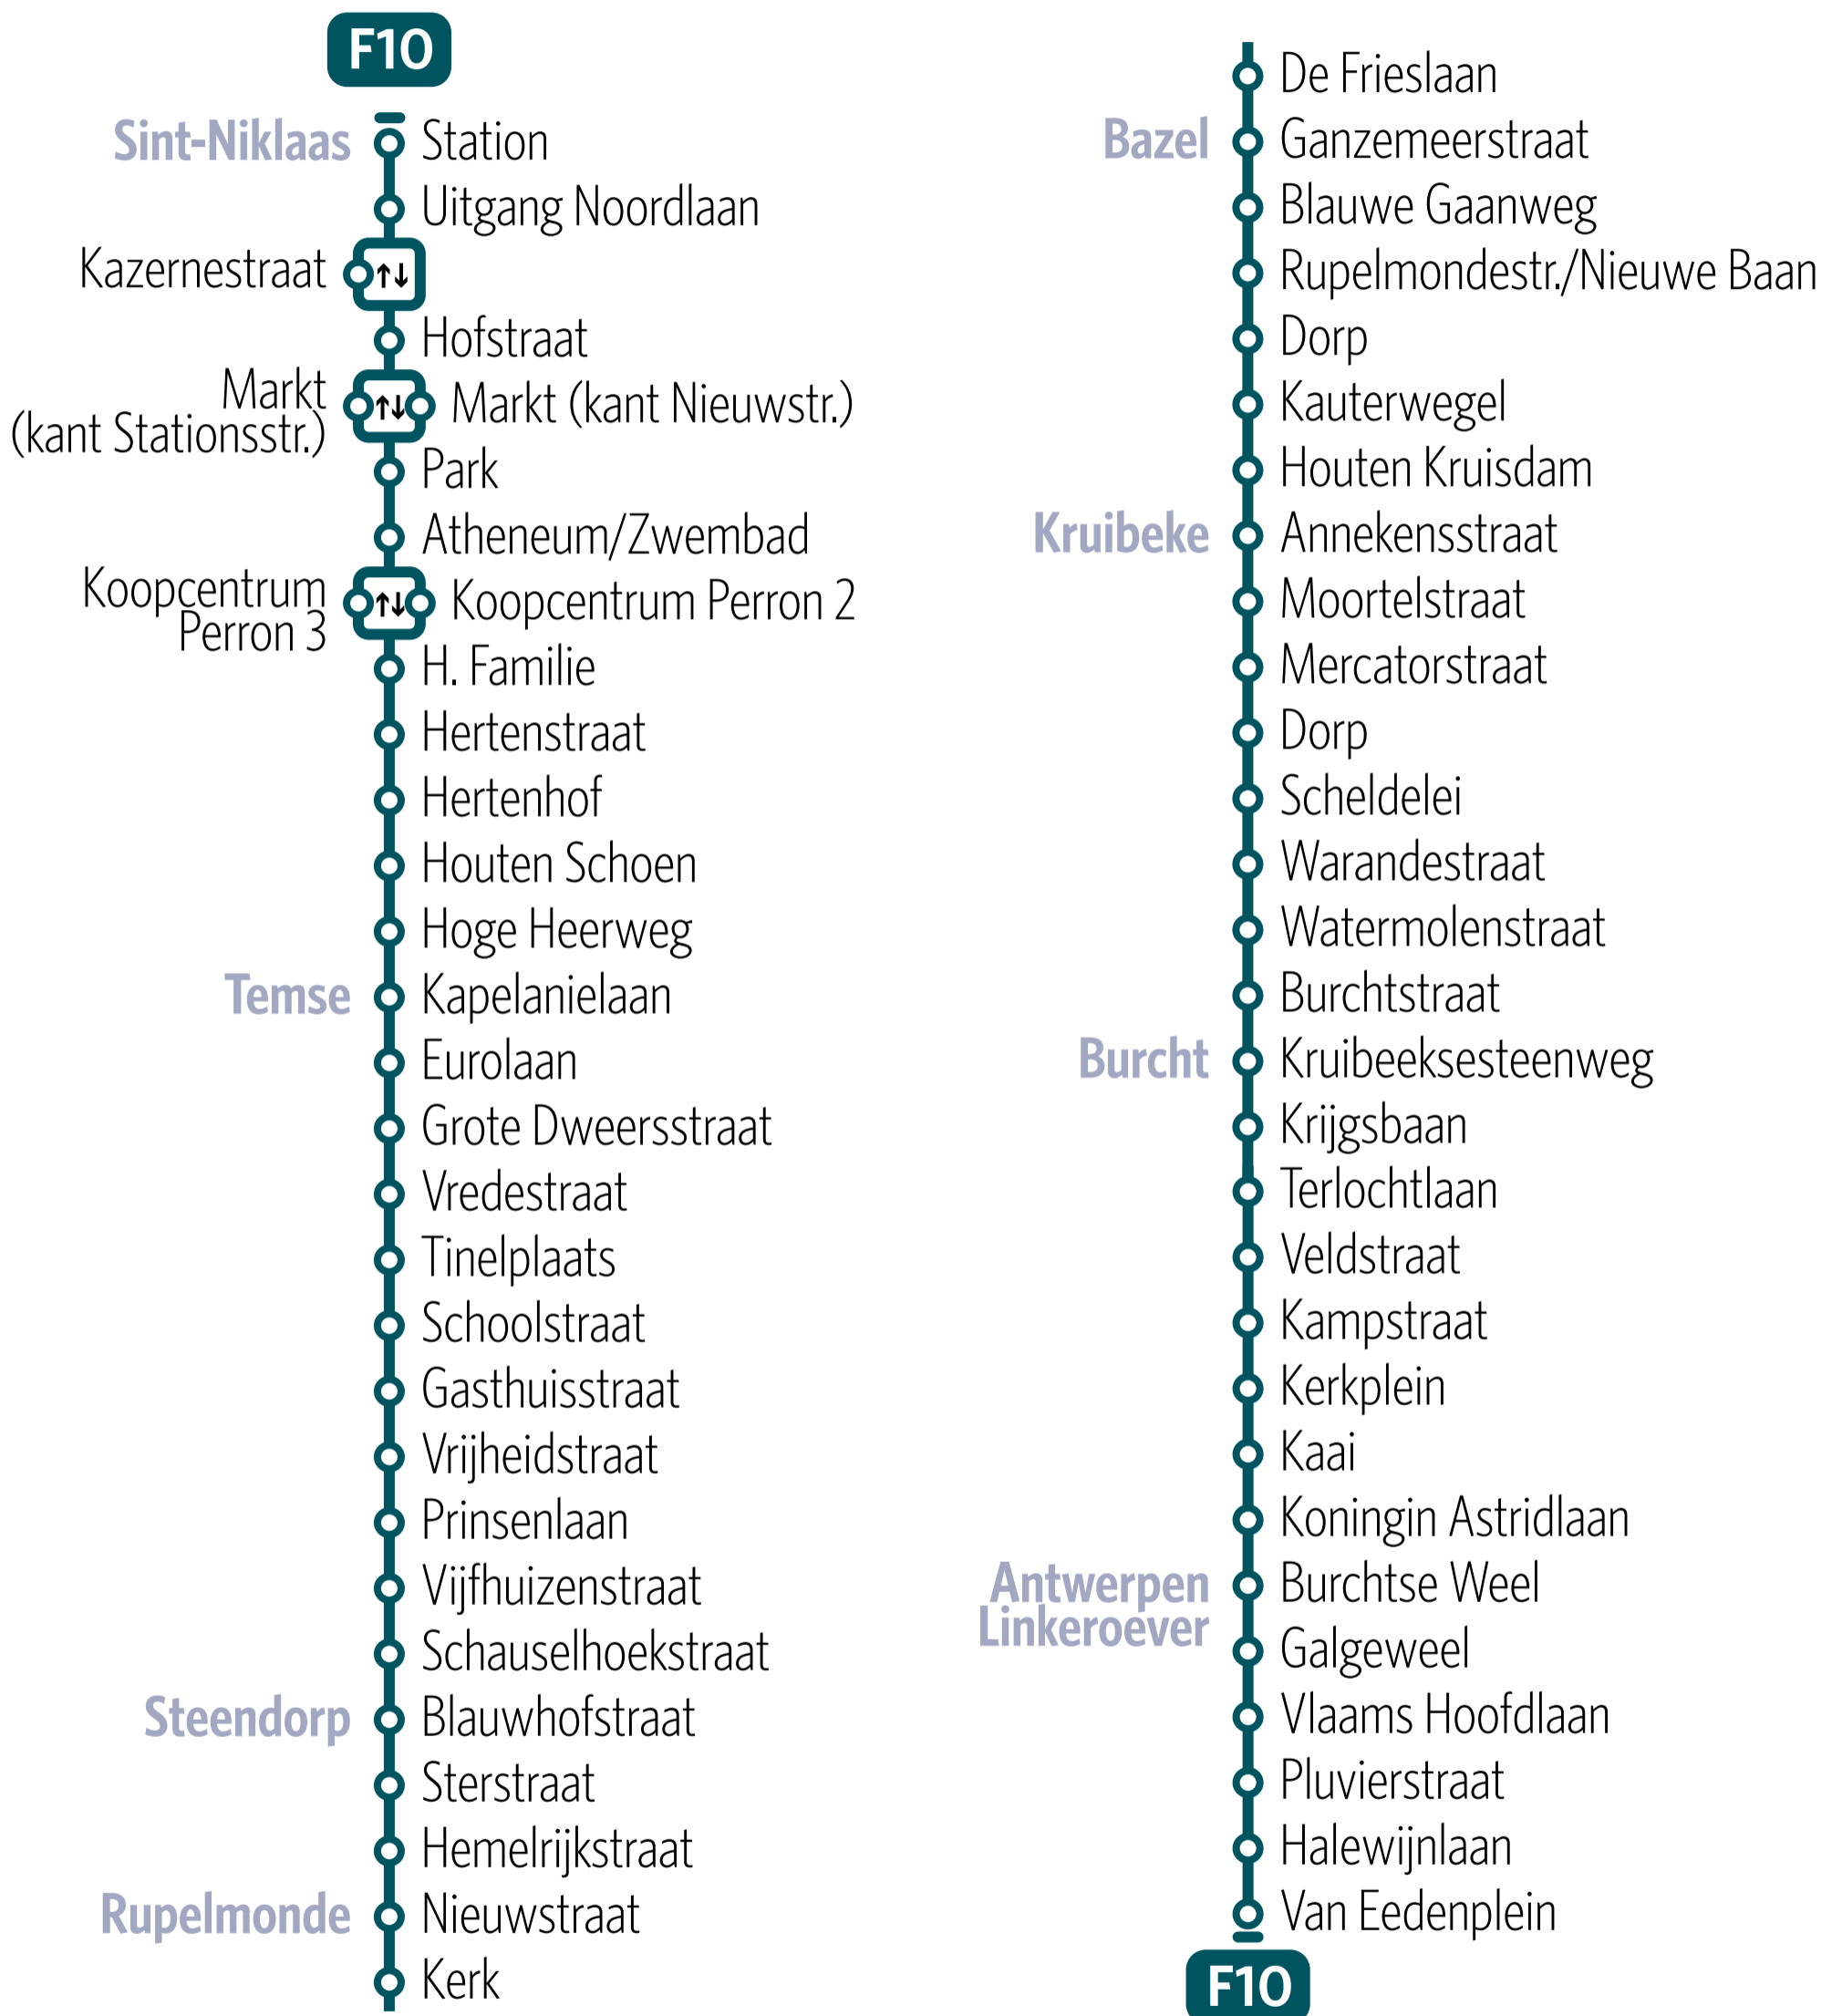 F10
Sint-Niklaas
Station
Uitgang Noordlaan
Kazernestraat
Hofstraat
Markt
(kant Stationsstr.)
Markt (kant Nieuwstr.)
Park
Atheneum/Zwembad
Koopcentrum
Perron 3
Koopcentrum Perron 2
H. Familie
Hertenstraat
Hertenhof
Houten Schoen
Hoge Heerweg
Temse
Kapelanielaan
Eurolaan
Grote Dweersstraat
Vredestraat
Tinelplaats
Schoolstraat
Gasthuisstraat
Vrijheidstraat
Prinsenlaan
Vijfhuizenstraat
Schauselhoekstraat
Steendorp
Blauwhofstraat
Sterstraat
Hemelrijkstraat
Rupelmonde
Nieuwstraat
Kerk
De Frieslaan
Bazel
Ganzemeerstraat
Blauwe Gaanweg
Rupelmondestr./Nieuwe Baan
Dorp
Kauterwegel
Houten Kruisdam
Kruibeke
Annekensstraat
Moortelstraat
Mercatorstraat
Dorp
Scheldelei
Warandestraat
Watermolenstraat
Burchtstraat
Burcht
Kruibeeksesteenweg
Krijgsbaan
Terlochtlaan
Veldstraat
Kampstraat
Kerkplein
Kaai
Koningin Astridlaan
Antwerpen
Linkeroever
Burchtse Weel
Galgeweel
Vlaams Hoofdlaan
Pluvierstraat
Halewijnlaan
Van Eedenplein
F10